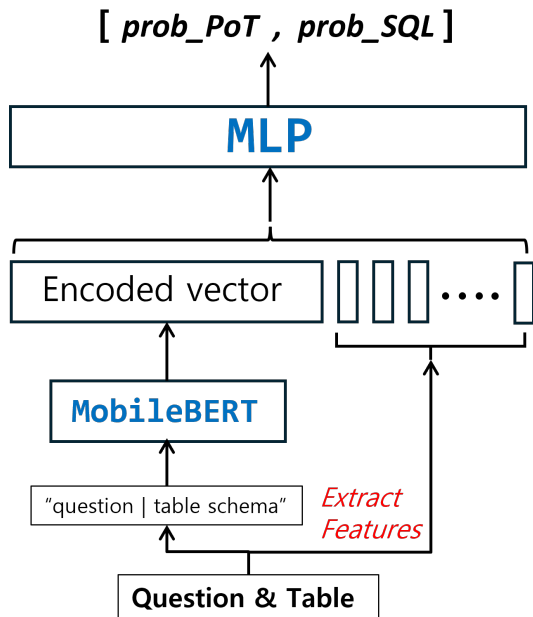 [ prob_PoT , prob_SQL ]
MLP
Encoded vector
....
MobileBERT
“question | table schema”
Extract
Features
Question & Table